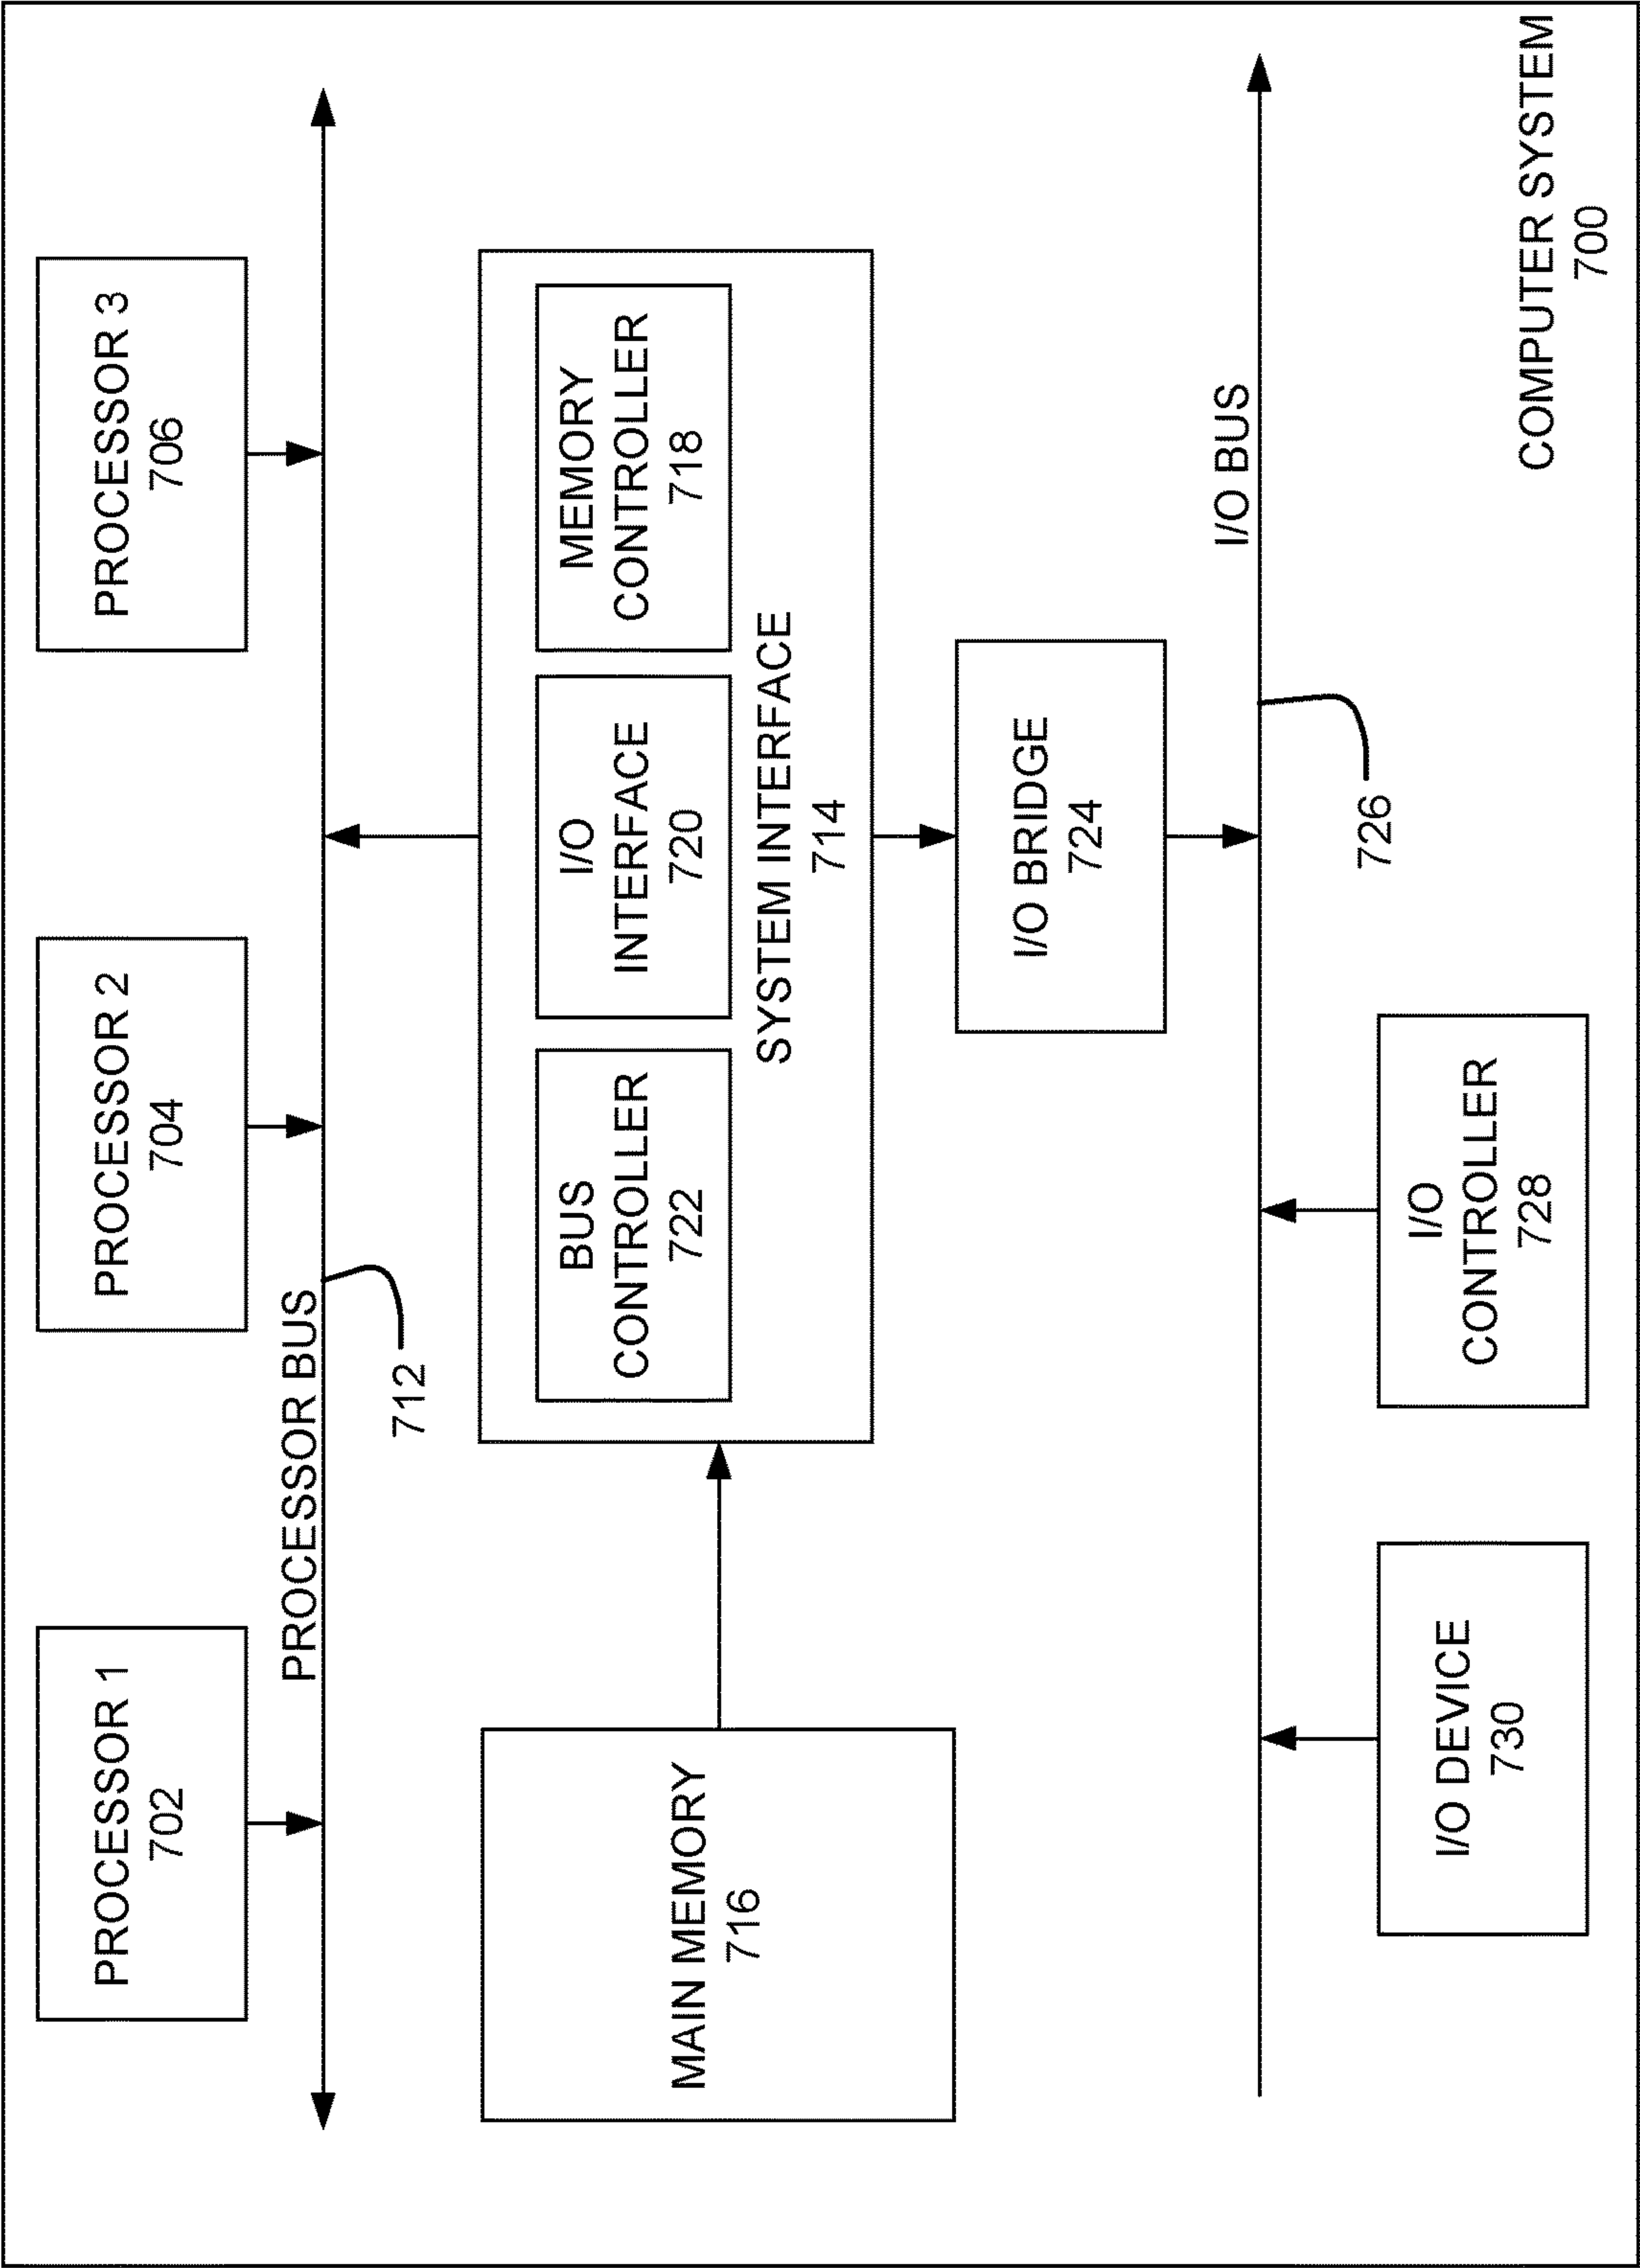 PROCESSOR 1
702
PROCESSOR 2
704
PROCESSOR 3
706
PROCESSOR BUS
712
MAIN MEMORY
716
BUS
CONTROLLER
722
I/O
INTERFACE
720
MEMORY
CONTROLLER
718
SYSTEM INTERFACE
714
I/O BRIDGE
724
I/O BUS
726
I/O DEVICE
730
I/O
CONTROLLER
728
COMPUTER SYSTEM
700